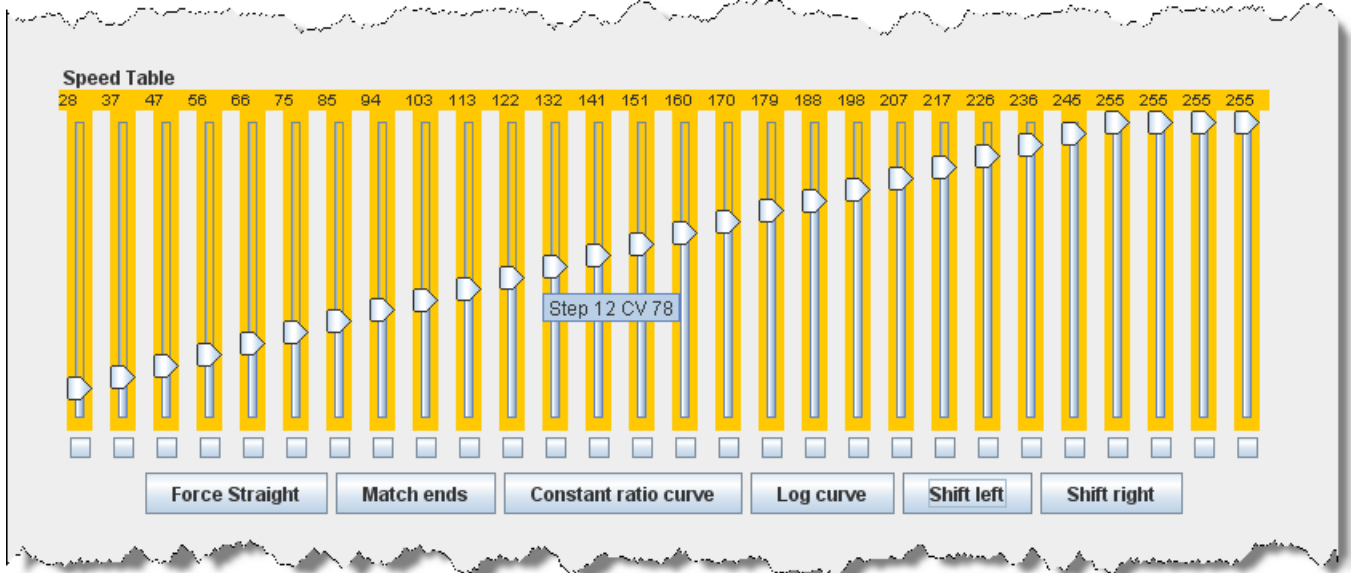 Speed Table
28 37 47 56 66 75 85 94 103 113 122 132 141 151 160 170 179 188 198 207 217 226 236 245 255 255 255 255
Step 12 CV 78
Force Straight Match ends Constant ratio curve Log curve Shift left Shift right